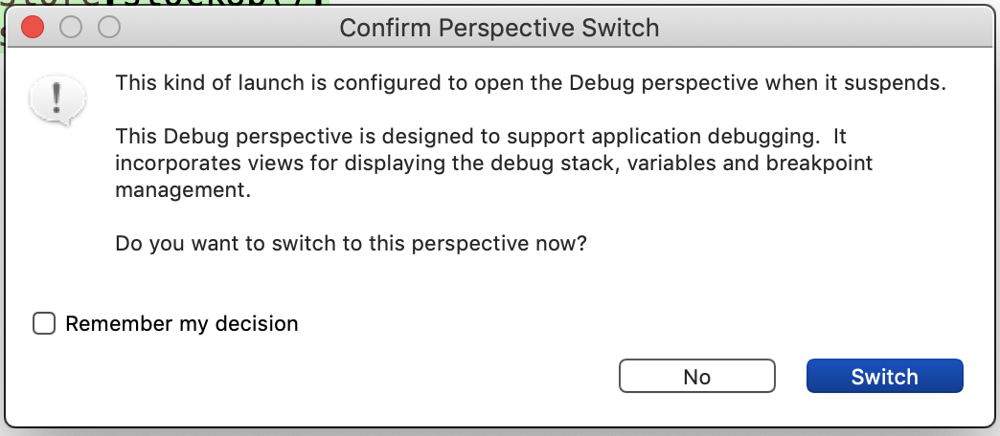 Confirm Perspective Switch
This kind of launch is configured to open the Debug perspective when it suspends.
This Debug perspective is designed to support application debugging.  It
incorporates views for displaying the debug stack, variables and breakpoint
management.
Do you want to switch to this perspective now?
Remember my decision
No
Switch